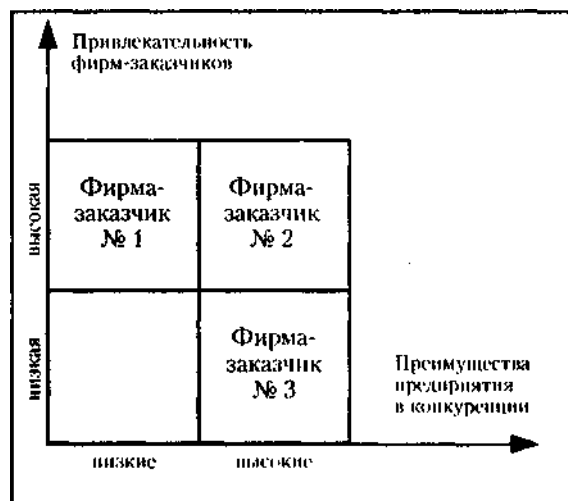 Привлекательность
фирм-заказчиков
высокая
Фирма-
заказчик
№ 1
Фирма-
заказчик
№ 2
низкая
Фирма-
заказчик
№ 3
Преимущества
предприятия
в конкуренции
низкие
высокие